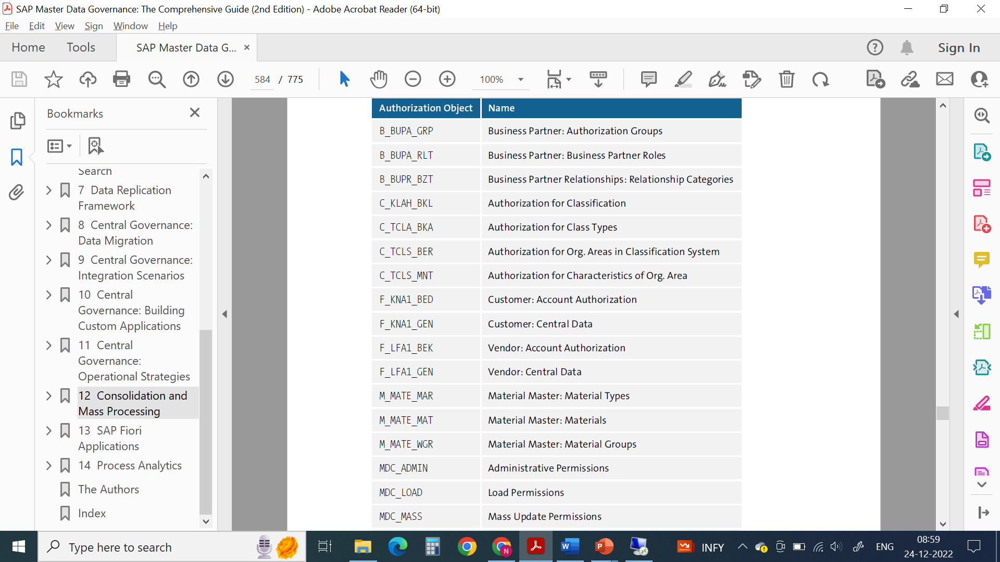 SAP Master Data Governance: The Comprehensive Guide (2nd Edition) - Adobe Acrobat Reader (64-bit)
File Edit View Sign Window Help
Home Tools SAP Master Data G... × Sign In
584 / 775 100%
Bookmarks
Search
7 Data Replication
Framework
8 Central Governance:
Data Migration
9 Central Governance:
Integration Scenarios
10 Central
Governance: Building
Custom Applications
11 Central
Governance:
Operational Strategies
12 Consolidation and
Mass Processing
13 SAP Fiori
Applications
14 Process Analytics
The Authors
Index
Authorization Object Name
B_BUPA_GRP Business Partner: Authorization Groups
B_BUPA_RLT Business Partner: Business Partner Roles
B_BUPR_BZT Business Partner Relationships: Relationship Categories
C_KLAH_BKL Authorization for Classification
C_TCLA_BKA Authorization for Class Types
C_TCLS_BER Authorization for Org. Areas in Classification System
C_TCLS_MNT Authorization for Characteristics of Org. Area
F_KNA1_BED Customer: Account Authorization
F_KNA1_GEN Customer: Central Data
F_LFA1_BEK Vendor: Account Authorization
F_LFA1_GEN Vendor: Central Data
M_MATE_MAR Material Master: Material Types
M_MATE_MAT Material Master: Materials
M_MATE_WGR Material Master: Material Groups
MDC_ADMIN Administrative Permissions
MDC_LOAD Load Permissions
MDC_MASS Mass Update Permissions
Type here to search
INFY
ENG
08:59
24-12-2022